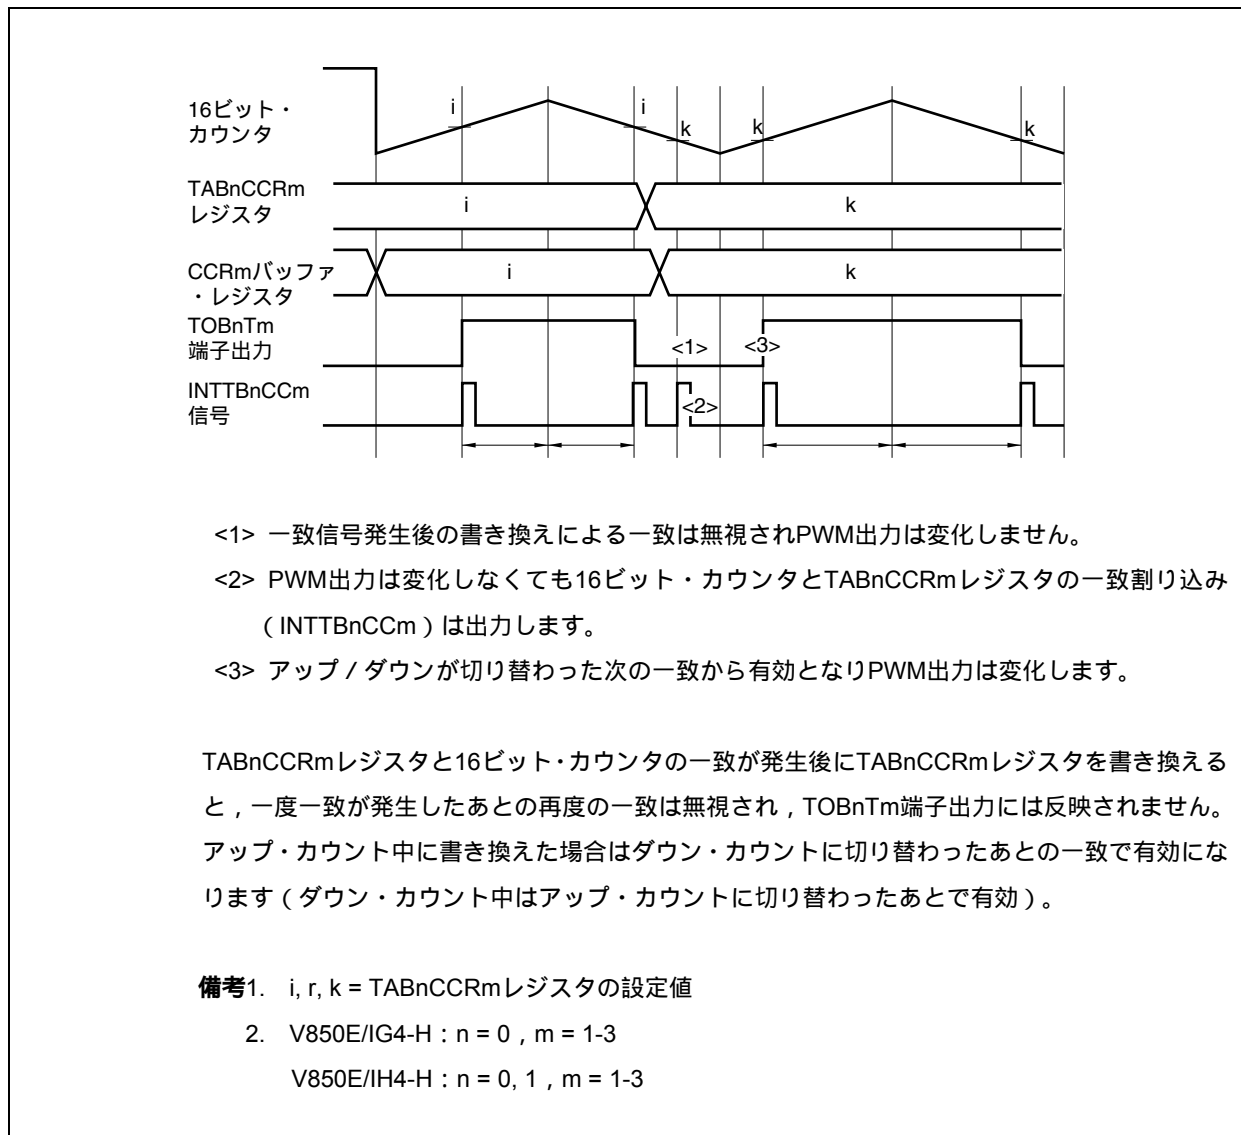 16ビット・
カウンタ
i
i
k
k
k
TABnCCRm
レジスタ
i
k
CCRmバッファ
・レジスタ
i
k
TOBnTm
端子出力
<1>
<3>
INTTBnCCm
信号
<2>
<1> 一致信号発生後の書き換えによる一致は無視されPWM出力は変化しません。
<2> PWM出力は変化しなくても16ビット・カウンタとTABnCCRmレジスタの一致割り込み
（INTTBnCCm）は出力します。
<3> アップ／ダウンが切り替わった次の一致から有効となりPWM出力は変化します。
TABnCCRmレジスタと16ビット・カウンタの一致が発生後にTABnCCRmレジスタを書き換える
と，一度一致が発生したあとの再度の一致は無視され，TOBnTm端子出力には反映されません。
アップ・カウント中に書き換えた場合はダウン・カウントに切り替わったあとの一致で有効にな
ります（ダウン・カウント中はアップ・カウントに切り替わったあとで有効）。
備考1. i, r, k = TABnCCRmレジスタの設定値
2. V850E/IG4-H：n = 0，m = 1-3
V850E/IH4-H：n = 0, 1，m = 1-3